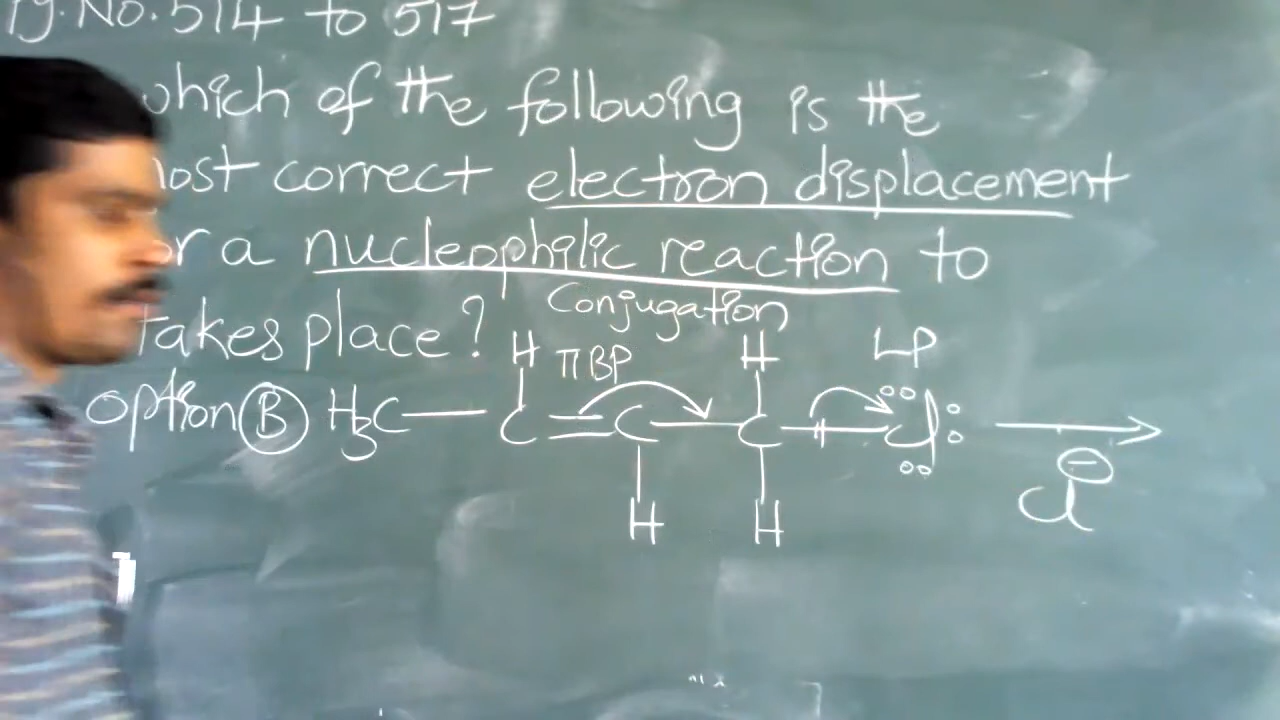 g.No.514 to 517
which of the following is the
most correct electron displacement
or a nucleophilic reaction to
takes place?
Conjugation
H ΠBP H LP
option (B) H3C — C = C — C — Cl →
Cl ⊖
H H